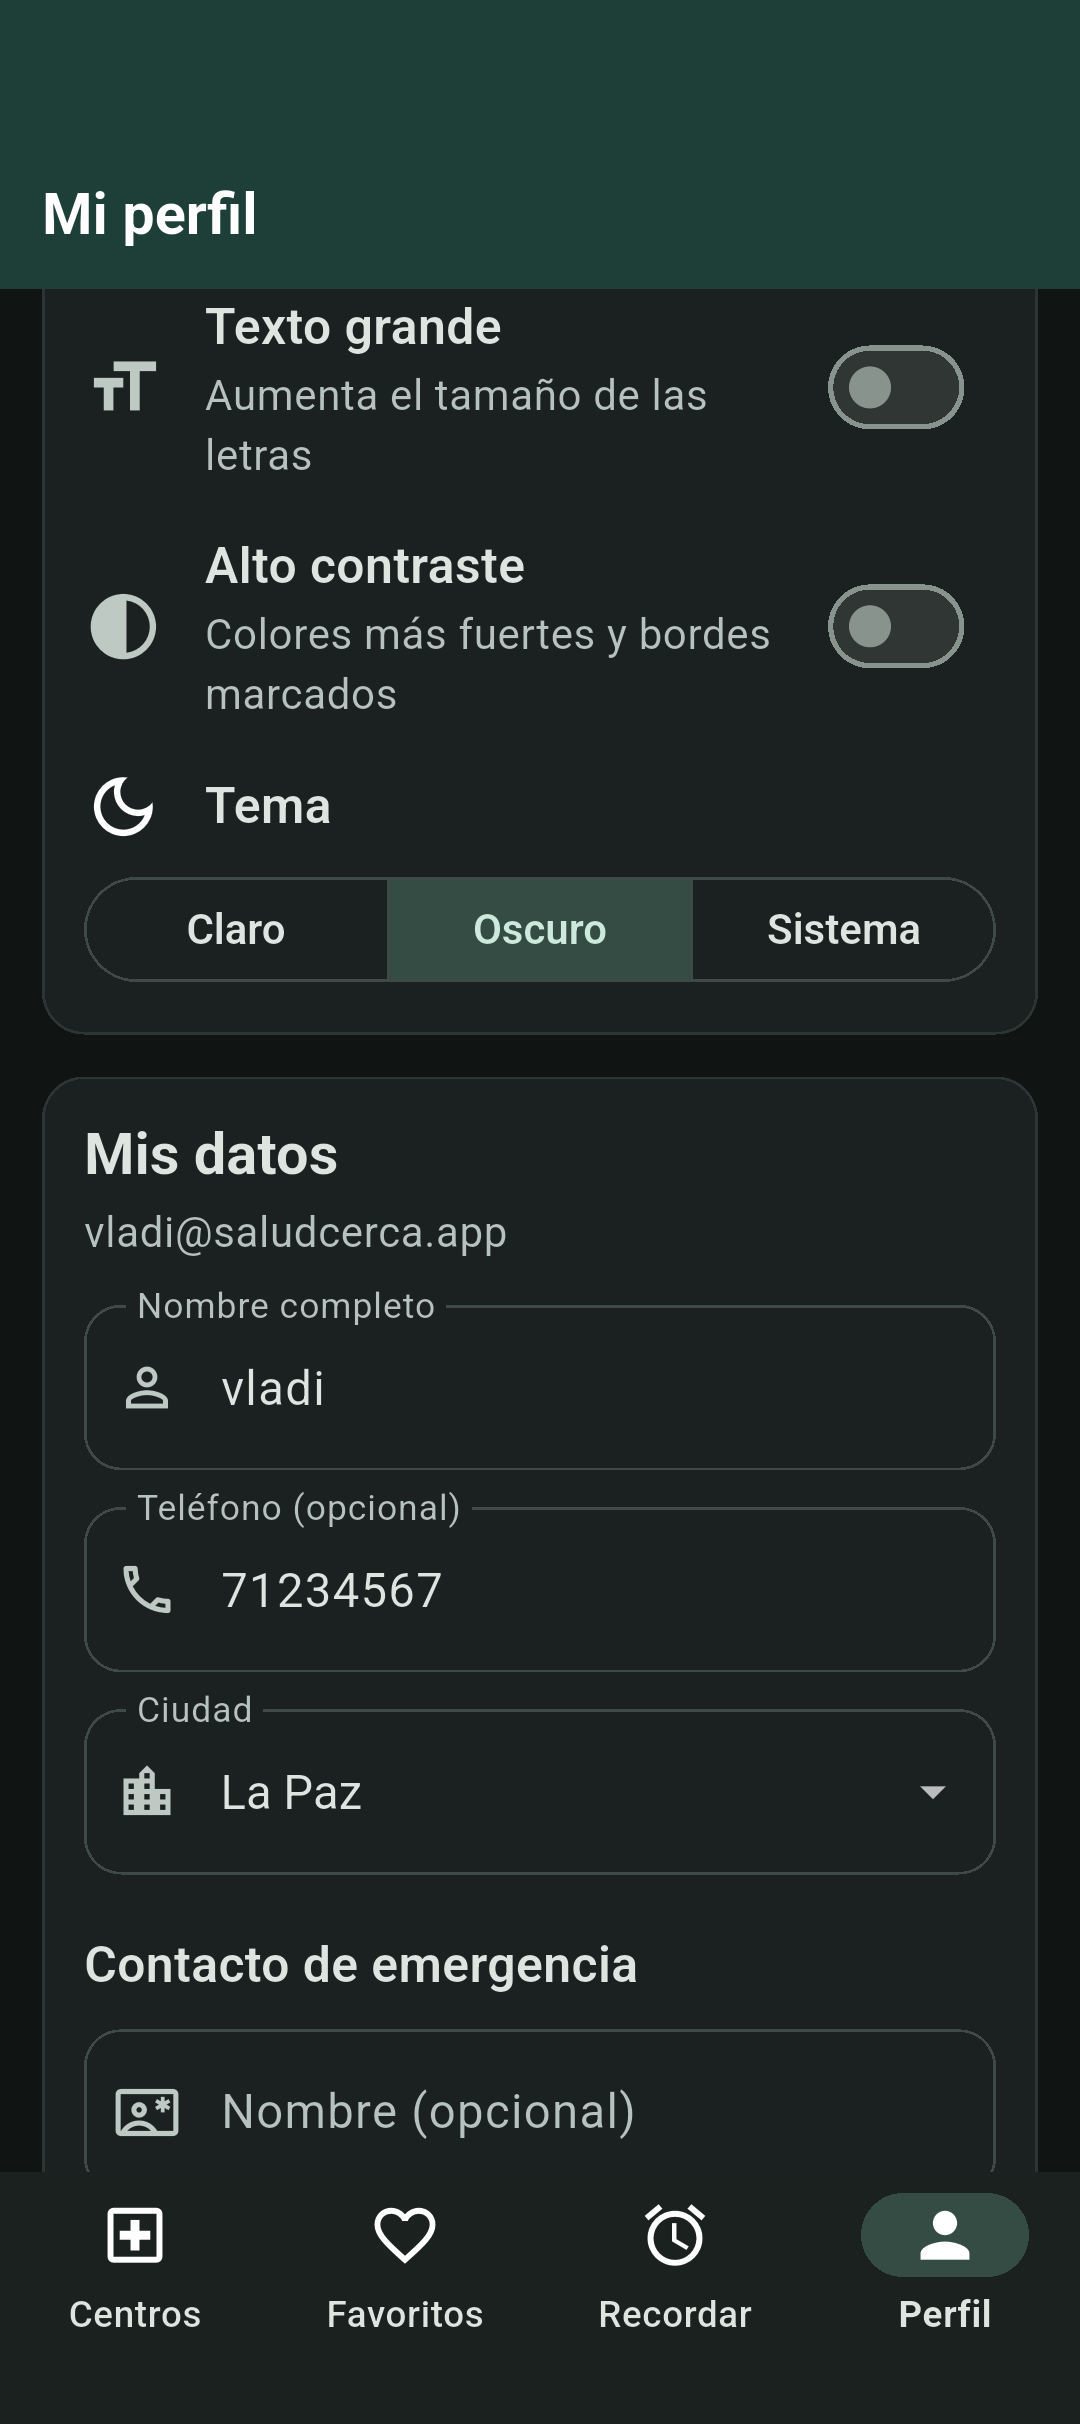 Mi perfil
Texto grande
Aumenta el tamaño de las
letras
Alto contraste
Colores más fuertes y bordes
marcados
Tema
Claro
Oscuro
Sistema
Mis datos
vladi@saludcerca.app
Nombre completo
vladi
Teléfono (opcional)
71234567
Ciudad
La Paz
Contacto de emergencia
Nombre (opcional)
Centros
Favoritos
Recordar
Perfil